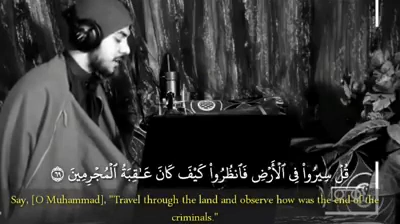 قُلْ سِيرُوا۟ فِى ٱلْأَرْضِ فَٱنظُرُوا۟ كَيْفَ كَانَ عَـٰقِبَةُ ٱلْمُجْرِمِينَ ٦٩
Say, [O Muhammad], "Travel through the land and observe how was the end of the
criminals."